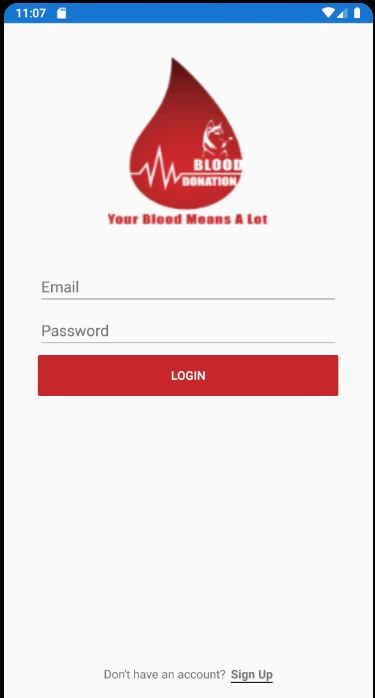 11:07
BLOOD
DONATION
Your Blood Means A Lot
Email
Password
LOGIN
Don't have an account? Sign Up